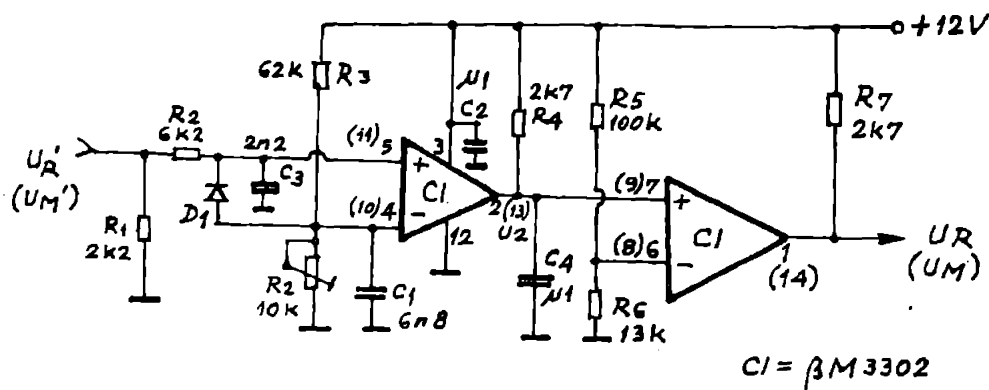 +12V
62K R3
μ1
C2
2K7
R4
R5
100K
R7
2K7
R2
6K2
2n2
C3
(11) 5
3
(9) 7
UR'
(UM')
D1
+
CI
-
2 (13)
U2
+
CI
-
1
(14)
UR
(UM)
R1
2K2
(10) 4
12
(8) 6
R2
10K
C1
6n8
C4
μ1
R6
13K
CI = βM3302